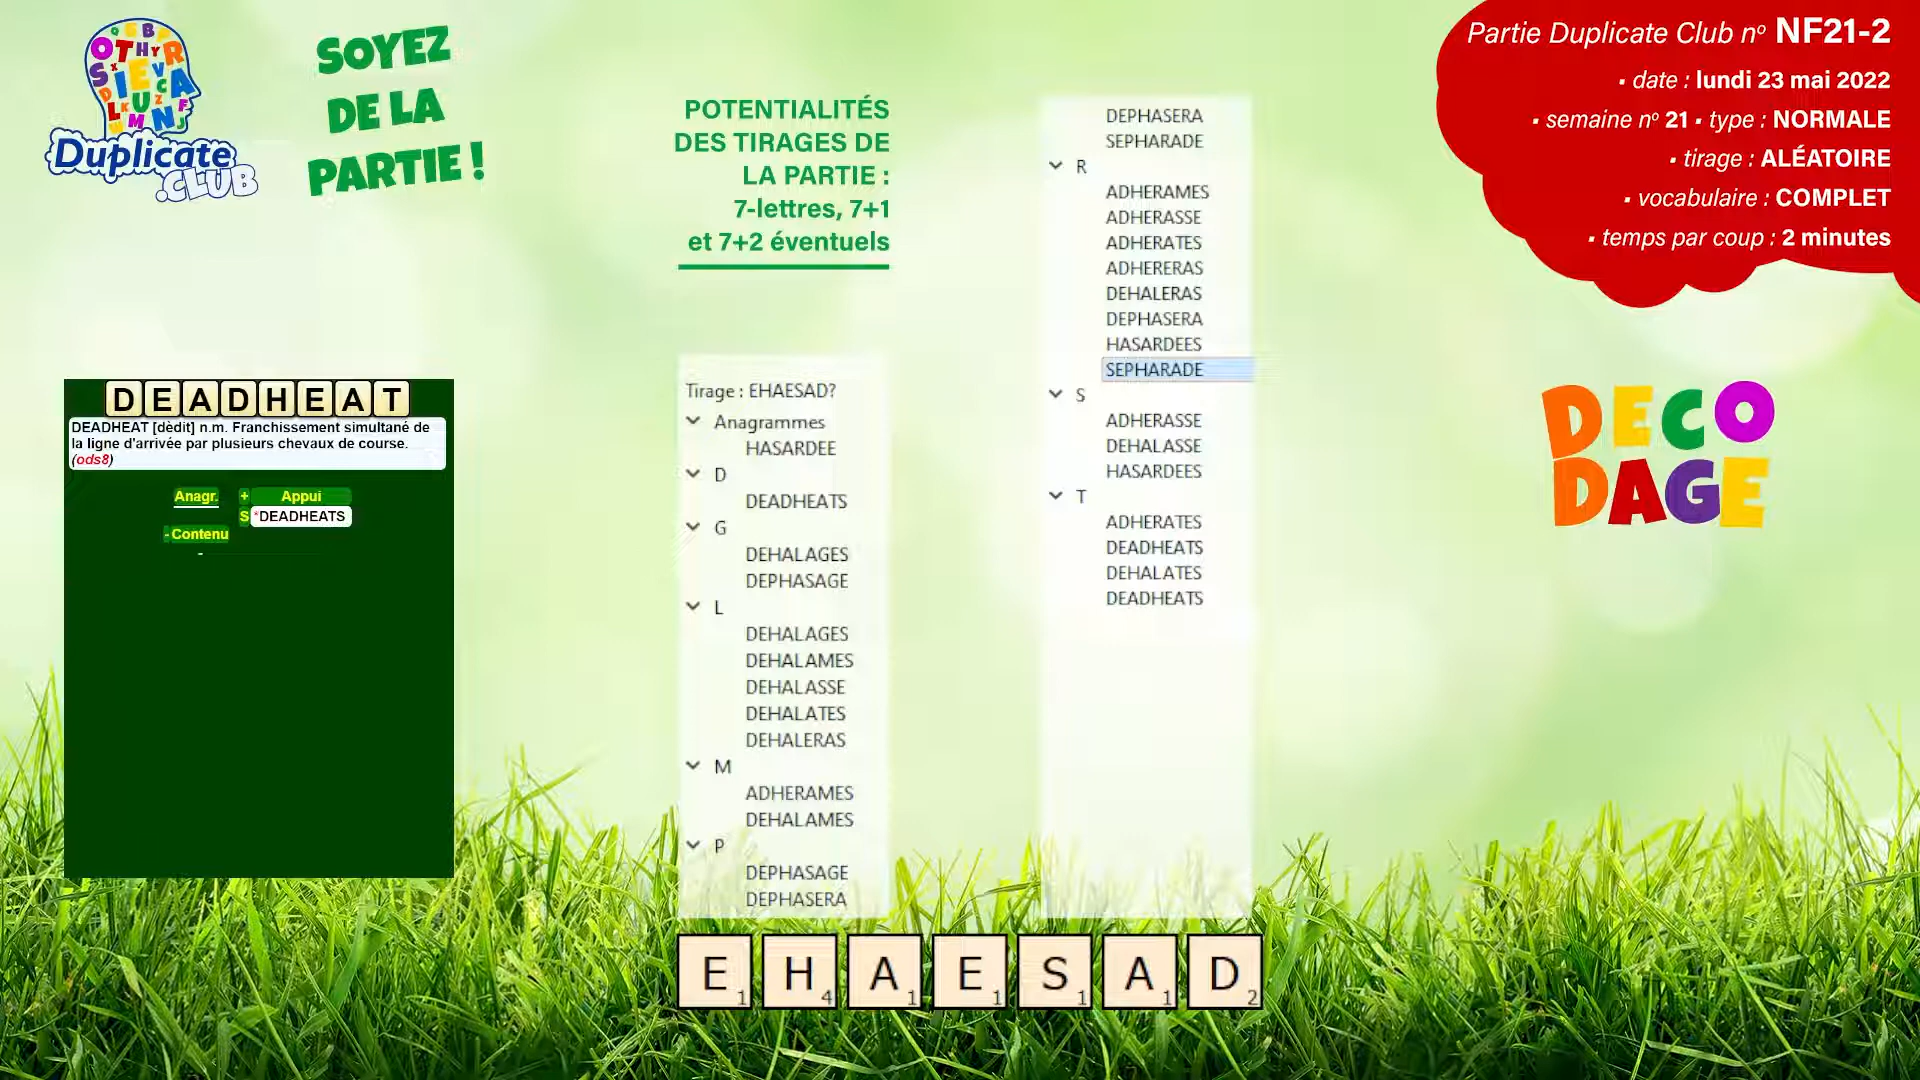 Duplicate
.CLUB
SOYEZ
DE LA
PARTIE !
POTENTIALITÉS
DES TIRAGES DE
LA PARTIE :
7-lettres, 7+1
et 7+2 éventuels
Partie Duplicate Club nº NF21-2
• date : lundi 23 mai 2022
• semaine nº 21 • type : NORMALE
• tirage : ALÉATOIRE
• vocabulaire : COMPLET
• temps par coup : 2 minutes
DEADHEAT
DEADHEAT [dèdit] n.m. Franchissement simultané de
la ligne d'arrivée par plusieurs chevaux de course.
(ods8)
Anagr. + Appui
S *DEADHEATS
- Contenu
-
Tirage : EHAESAD?
Anagrammes
HASARDEE
D
DEADHEATS
G
DEHALAGES
DEPHASAGE
L
DEHALAGES
DEHALAMES
DEHALASSE
DEHALATES
DEHALERAS
M
ADHERAMES
DEHALAMES
P
DEPHASAGE
DEPHASERA
DEPHASERA
SEPHARADE
R
ADHERAMES
ADHERASSE
ADHERATES
ADHERERAS
DEHALERAS
DEPHASERA
HASARDEES
SEPHARADE
S
ADHERASSE
DEHALASSE
HASARDEES
T
ADHERATES
DEADHEATS
DEHALATES
DEADHEATS
DECO
DAGE
E1 H4 A1 E1 S1 A1 D2